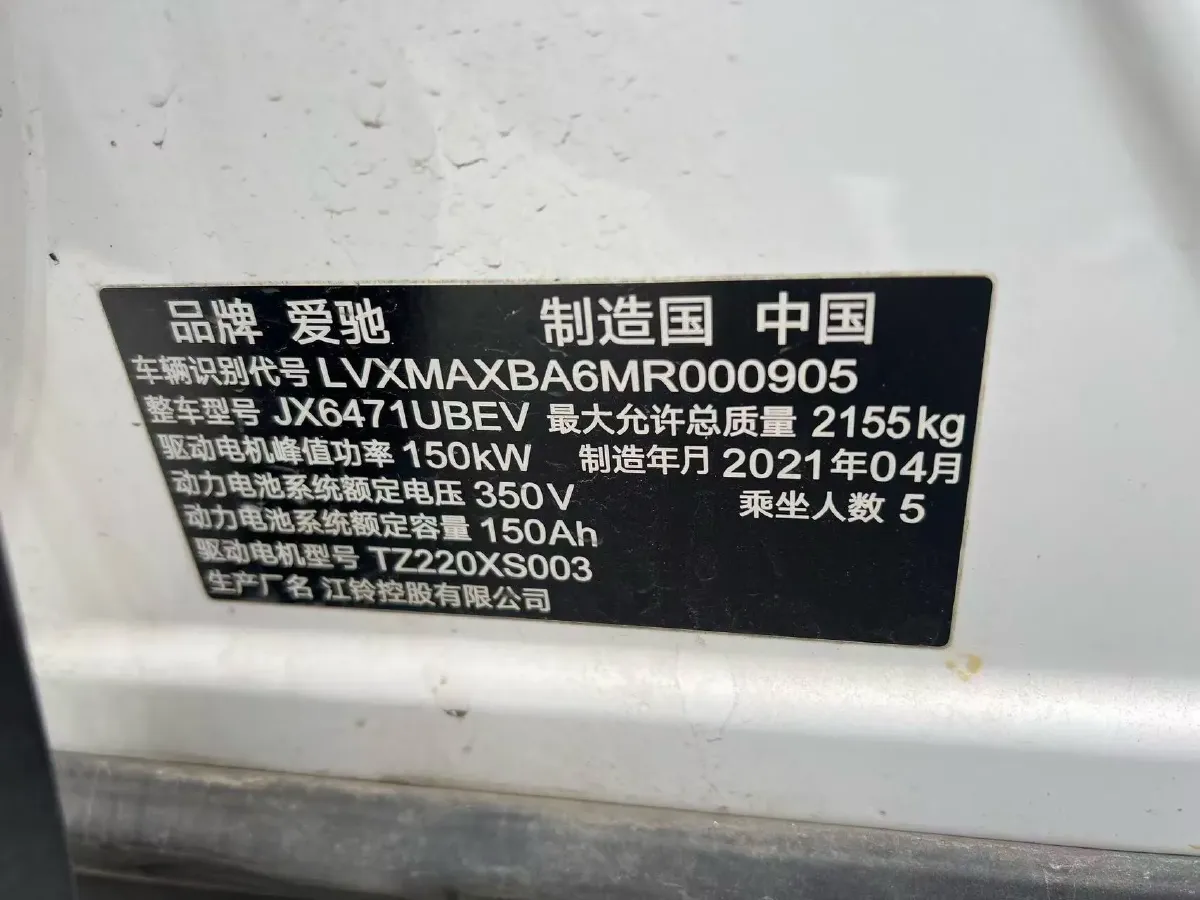 品牌 爱驰 制造国 中国
车辆识别代号 LVXMAXBA6MR000905
整车型号 JX6471UBEV 最大允许总质量 2155kg
驱动电机峰值功率 150kW 制造年月 2021年04月
动力电池系统额定电压 350V 乘坐人数 5
动力电池系统额定容量 150Ah
驱动电机型号 TZ220XS003
生产厂名 江铃控股有限公司